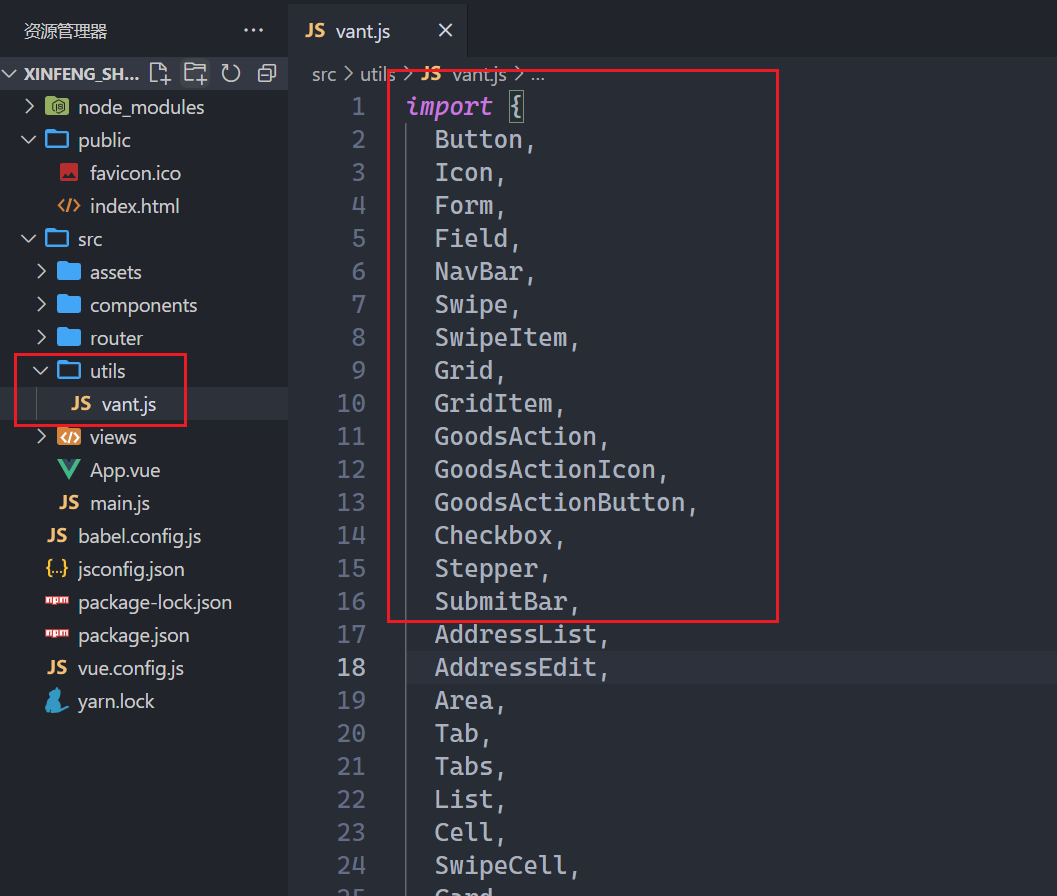 资源管理器 ···
XINFENG_SH...
node_modules
public
favicon.ico
index.html
src
assets
components
router
utils
JS vant.js
views
App.vue
JS main.js
JS babel.config.js
{..} jsconfig.json
npm package-lock.json
npm package.json
JS vue.config.js
yarn.lock
JS vant.js
src > utils > JS vant.js > ...
1 import {
2 Button,
3 Icon,
4 Form,
5 Field,
6 NavBar,
7 Swipe,
8 SwipeItem,
9 Grid,
10 GridItem,
11 GoodsAction,
12 GoodsActionIcon,
13 GoodsActionButton,
14 Checkbox,
15 Stepper,
16 SubmitBar,
17 AddressList,
18 AddressEdit,
19 Area,
20 Tab,
21 Tabs,
22 List,
23 Cell,
24 SwipeCell,